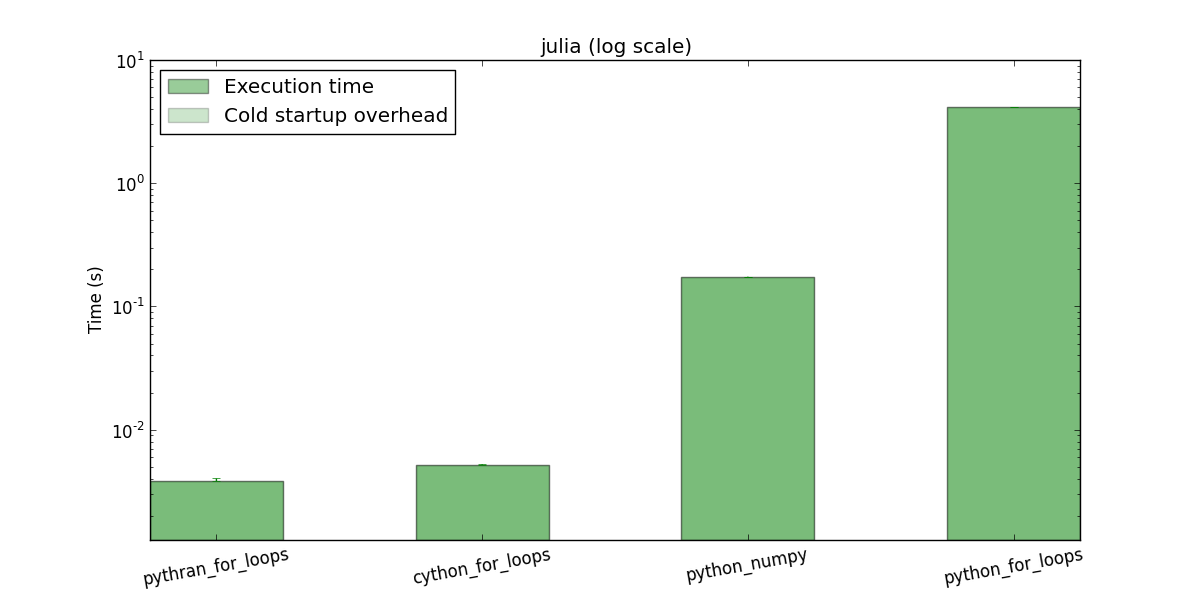 julia (log scale)
Execution time
Cold startup overhead
10^1
10^0
10^-1
10^-2
Time (s)
pythran_for_loops
cython_for_loops
python_numpy
python_for_loops